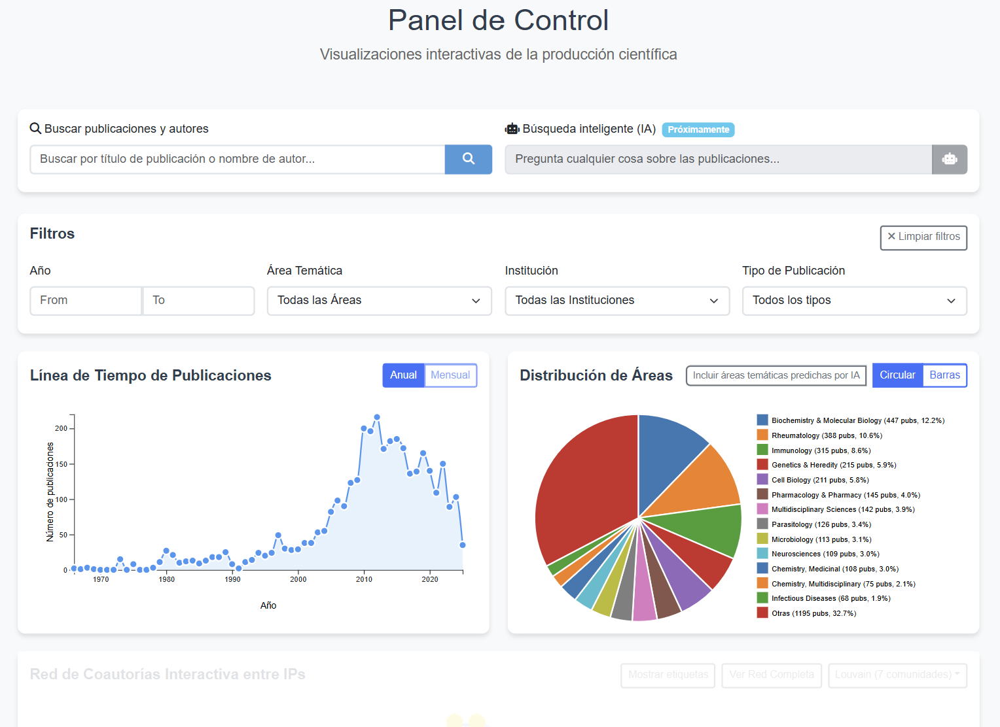 Panel de Control
Visualizaciones interactivas de la producción científica
Buscar publicaciones y autores
Buscar por título de publicación o nombre de autor...
Búsqueda inteligente (IA) Próximamente
Pregunta cualquier cosa sobre las publicaciones...
Filtros
✕ Limpiar filtros
Año
From
To
Área Temática
Todas las Áreas
Institución
Todas las Instituciones
Tipo de Publicación
Todos los tipos
Línea de Tiempo de Publicaciones
Anual Mensual
Número de publicaciones
200
150
100
50
0
1970 1980 1990 2000 2010 2020
Año
Distribución de Áreas
Incluir áreas temáticas predichas por IA
Circular Barras
Biochemistry & Molecular Biology (447 pubs, 12.2%)
Rheumatology (388 pubs, 10.6%)
Immunology (315 pubs, 8.6%)
Genetics & Heredity (215 pubs, 5.9%)
Cell Biology (211 pubs, 5.8%)
Pharmacology & Pharmacy (145 pubs, 4.0%)
Multidisciplinary Sciences (142 pubs, 3.9%)
Parasitology (126 pubs, 3.4%)
Microbiology (113 pubs, 3.1%)
Neurosciences (109 pubs, 3.0%)
Chemistry, Medicinal (108 pubs, 3.0%)
Chemistry, Multidisciplinary (75 pubs, 2.1%)
Infectious Diseases (68 pubs, 1.9%)
Otras (1195 pubs, 32.7%)
Red de Coautorías Interactiva entre IPs
Mostrar etiquetas
Ver Red Completa
Louvain (7 comunidades)